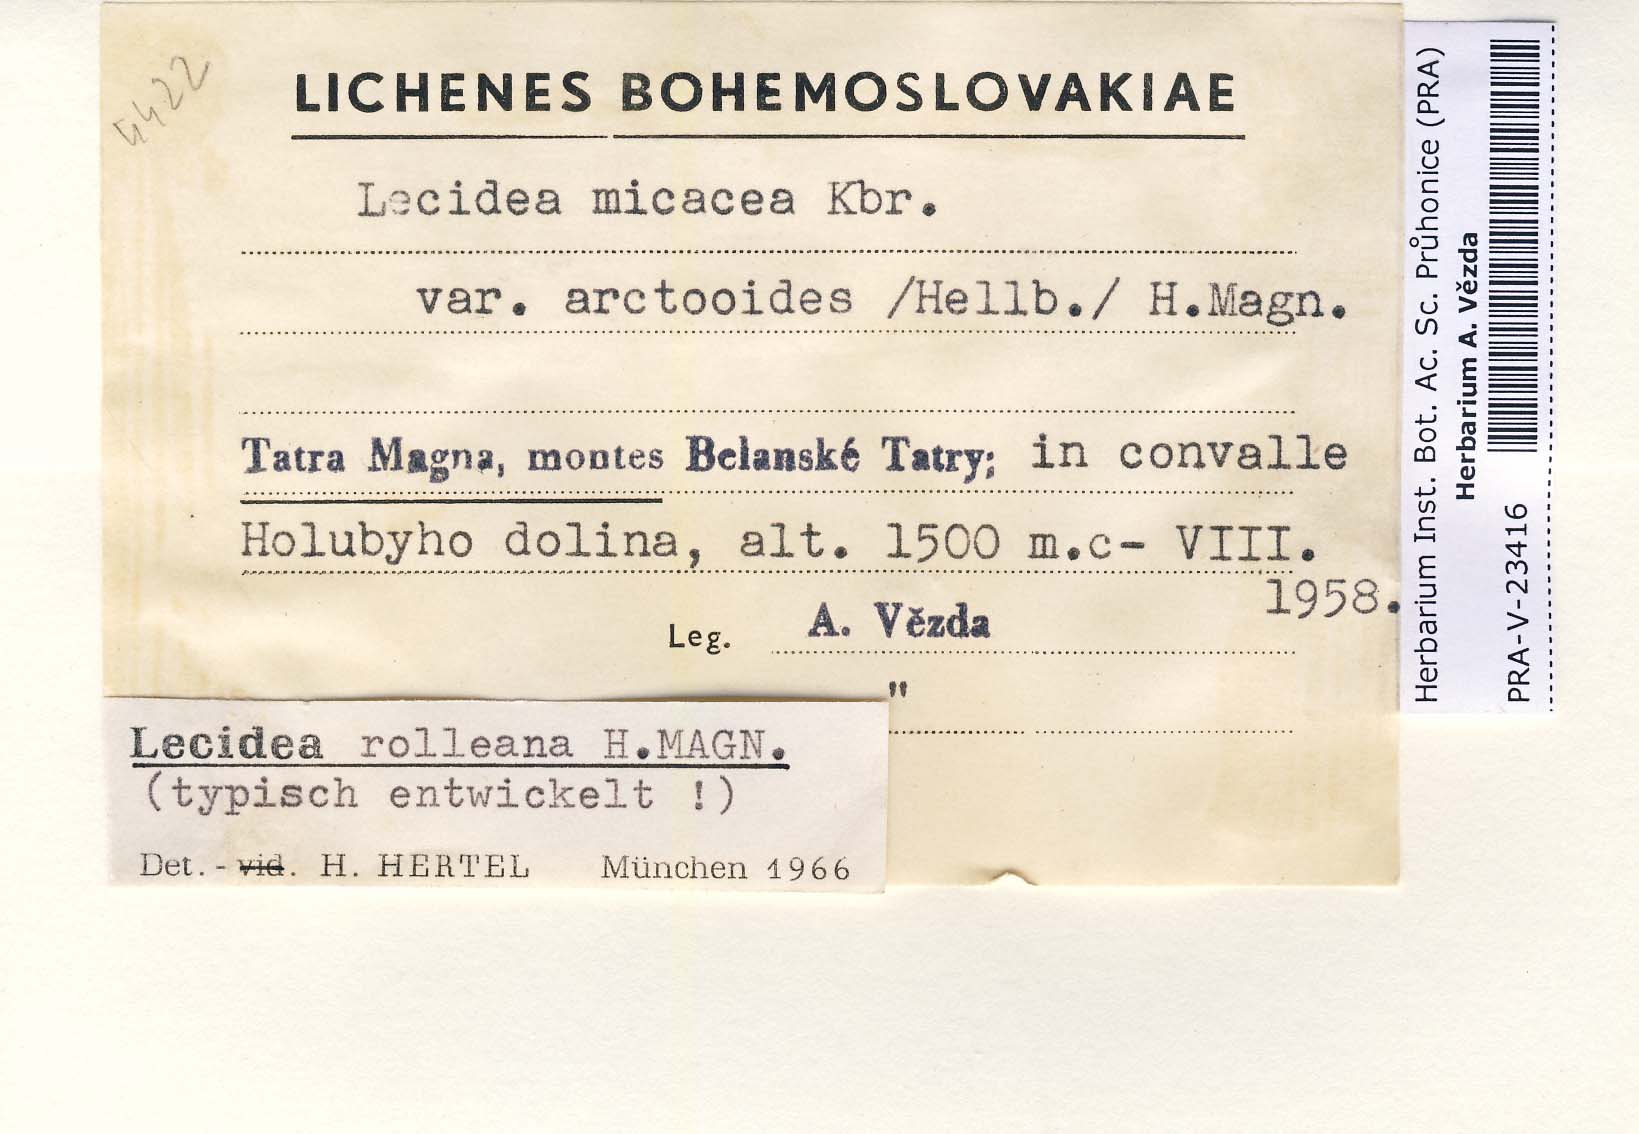 4422
LICHENES BOHEMOSLOVAKIAE
Lecidea micacea Kbr.
var. arctooides /Hellb./ H.Magn.
Tatra Magna, montes Belanské Tatry; in convalle
Holubyho dolina, alt. 1500 m.c- VIII.
1958.
Leg. A. Vězda
"
Lecidea rolleana H.MAGN.
(typisch entwickelt !)
Det. - vid. H. HERTEL München 1966
Herbarium Inst. Bot. Ac. Sc. Průhonice (PRA)
Herbarium A. Vězda
PRA-V-23416